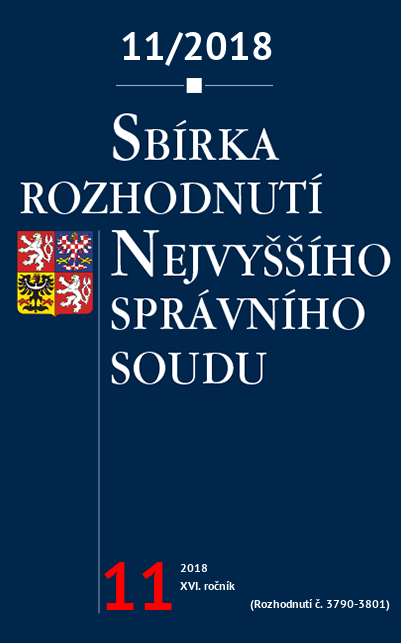 11/2018
SBÍRKA
ROZHODNUTÍ
NEJVYŠŠÍHO
SPRÁVNÍHO
SOUDU
11
2018
XVI. ročník
(Rozhodnutí č. 3790-3801)